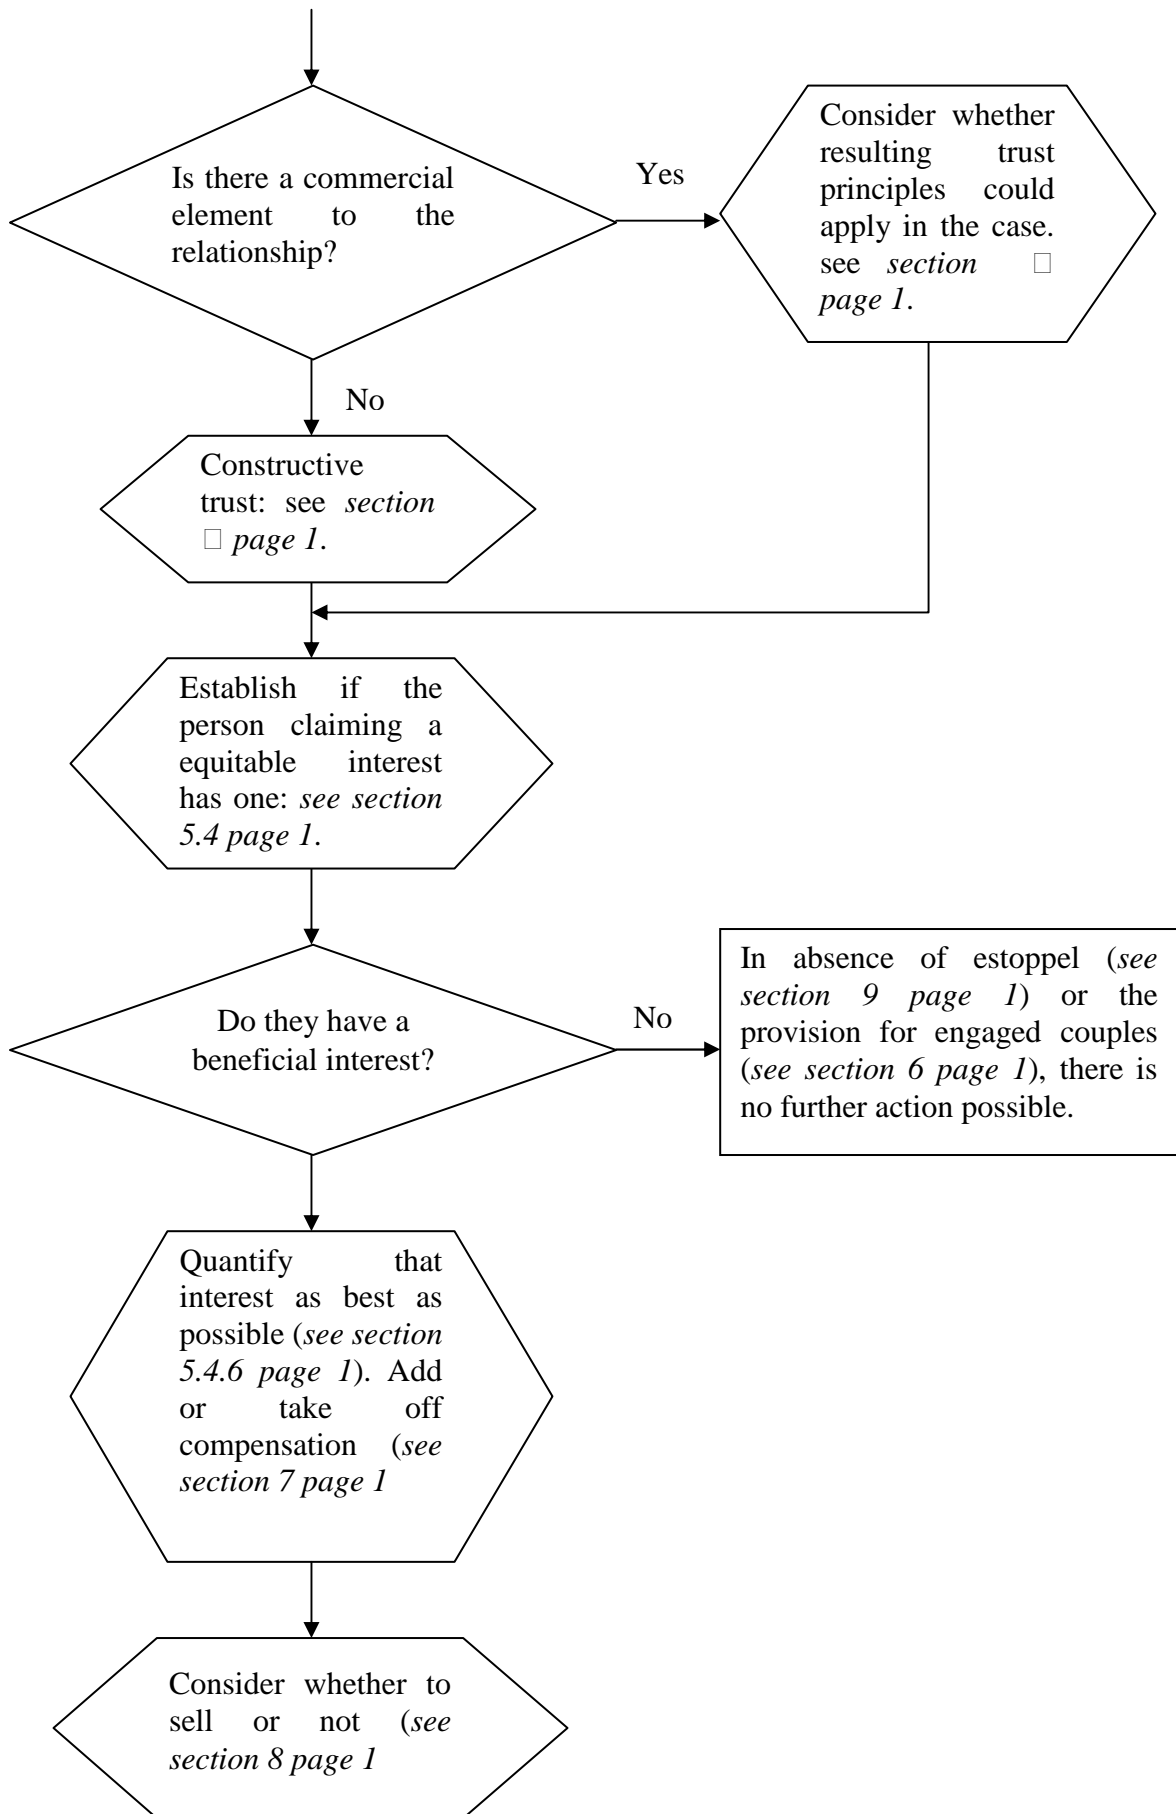 Is there a commercial
element to the
relationship?
Yes
Consider whether
resulting trust
principles could
apply in the case.
see section □
page 1.
No
Constructive
trust: see section
□ page 1.
Establish if the
person claiming a
equitable interest
has one: see section
5.4 page 1.
Do they have a
beneficial interest?
No
In absence of estoppel (see
section 9 page 1) or the
provision for engaged couples
(see section 6 page 1), there is
no further action possible.
Quantify that
interest as best as
possible (see section
5.4.6 page 1). Add
or take off
compensation (see
section 7 page 1
Consider whether to
sell or not (see
section 8 page 1